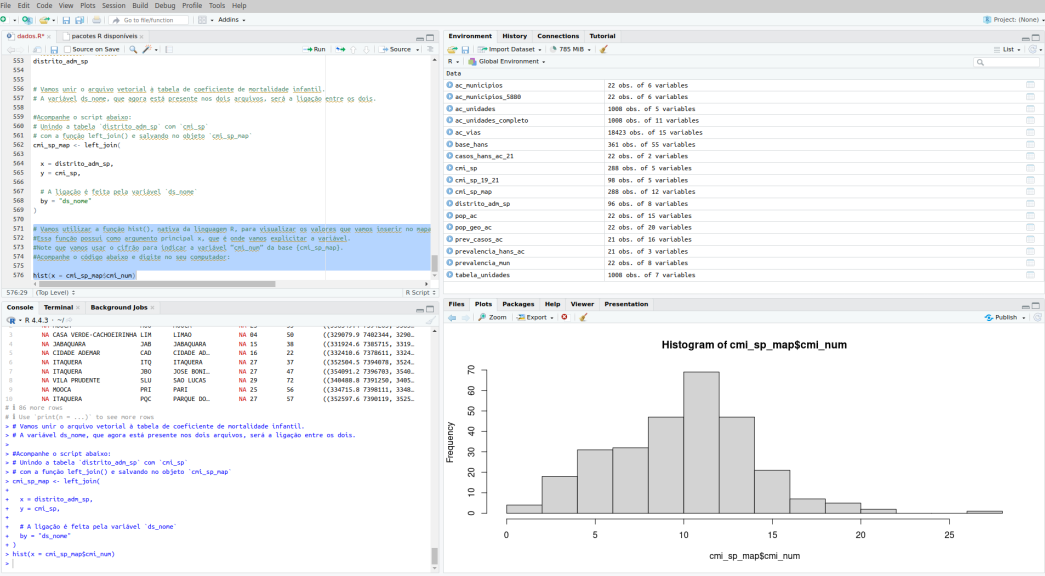 File Edit Code View Plots Session Build Debug Profile Tools Help
Go to file/function
Addins
Project: (None)
dados.R*
pacotes R disponíveis
Source on Save
Run
Source
553 distrito_adm_sp
554
555
556 # Vamos unir o arquivo vetorial à tabela de coeficiente de mortalidade infantil.
557 # A variável ds_nome, que agora está presente nos dois arquivos, será a ligação entre os dois.
558
559 #Acompanhe o script abaixo:
560 # Unindo a tabela `distrito_adm_sp` com `cmi_sp`
561 # com a função left_join() e salvando no objeto `cmi_sp_map`
562 cmi_sp_map <- left_join(
563
564 x = distrito_adm_sp,
565 y = cmi_sp,
566
567 # A ligação é feita pela variável `ds_nome`
568 by = "ds_nome"
569 )
570
571 # Vamos utilizar a função hist(), nativa da linguagem R, para visualizar os valores que vamos inserir no mapa
572 #Essa função possui como argumento principal x, que é onde vamos explicitar a variável.
573 #Note que vamos usar o cifrão para indicar a variável "cmi_num" da base {cmi_sp_map}.
574 #Acompanhe o código abaixo e digite no seu computador:
575
576 hist(x = cmi_sp_map$cmi_num)
576:29 (Top Level) R Script
Console Terminal Background Jobs
R 4.4.3 · ~/
3 NA CASA VERDE-CACHOEIRINHA LIM LIMAO NA 04 50 ((329079.9 7402344, 3290…
4 NA JABAQUARA JAB JABAQUARA NA 15 38 ((331924.6 7385715, 3319…
5 NA CIDADE ADEMAR CAD CIDADE AD… NA 16 22 ((332410.6 7378611, 3324…
6 NA ITAQUERA ITQ ITAQUERA NA 27 37 ((352504.5 7394078, 3524…
7 NA ITAQUERA JBO JOSE BONI… NA 27 47 ((354091.2 7396703, 3540…
8 NA VILA PRUDENTE SLU SAO LUCAS NA 29 72 ((340488.8 7391250, 3405…
9 NA MOOCA PRI PARI NA 25 56 ((334715.8 7398111, 3348…
10 NA ITAQUERA PQC PARQUE DO… NA 27 57 ((352597.6 7390119, 3525…
# ℹ 86 more rows
# ℹ Use `print(n = ...)` to see more rows
> # Vamos unir o arquivo vetorial à tabela de coeficiente de mortalidade infantil.
> # A variável ds_nome, que agora está presente nos dois arquivos, será a ligação entre os dois.
>
> #Acompanhe o script abaixo:
> # Unindo a tabela `distrito_adm_sp` com `cmi_sp`
> # com a função left_join() e salvando no objeto `cmi_sp_map`
> cmi_sp_map <- left_join(
+
+ x = distrito_adm_sp,
+ y = cmi_sp,
+
+ # A ligação é feita pela variável `ds_nome`
+ by = "ds_nome"
+ )
> hist(x = cmi_sp_map$cmi_num)
>
Environment History Connections Tutorial
Import Dataset 785 MiB List
R Global Environment
Data
ac_municipios 22 obs. of 6 variables
ac_municipios_5880 22 obs. of 6 variables
ac_unidades 1008 obs. of 5 variables
ac_unidades_completo 1008 obs. of 11 variables
ac_vias 18423 obs. of 15 variables
base_hans 361 obs. of 55 variables
casos_hans_ac_21 22 obs. of 2 variables
cmi_sp 288 obs. of 5 variables
cmi_sp_19_21 98 obs. of 5 variables
cmi_sp_map 288 obs. of 12 variables
distrito_adm_sp 96 obs. of 8 variables
pop_ac 22 obs. of 15 variables
pop_geo_ac 22 obs. of 20 variables
prev_casos_ac 21 obs. of 16 variables
prevalencia_hans_ac 21 obs. of 3 variables
prevalencia_mun 22 obs. of 8 variables
tabela_unidades 1008 obs. of 7 variables
Files Plots Packages Help Viewer Presentation
Zoom Export Publish
Histogram of cmi_sp_map$cmi_num
Frequency
70
60
50
40
30
20
10
0
0 5 10 15 20 25
cmi_sp_map$cmi_num